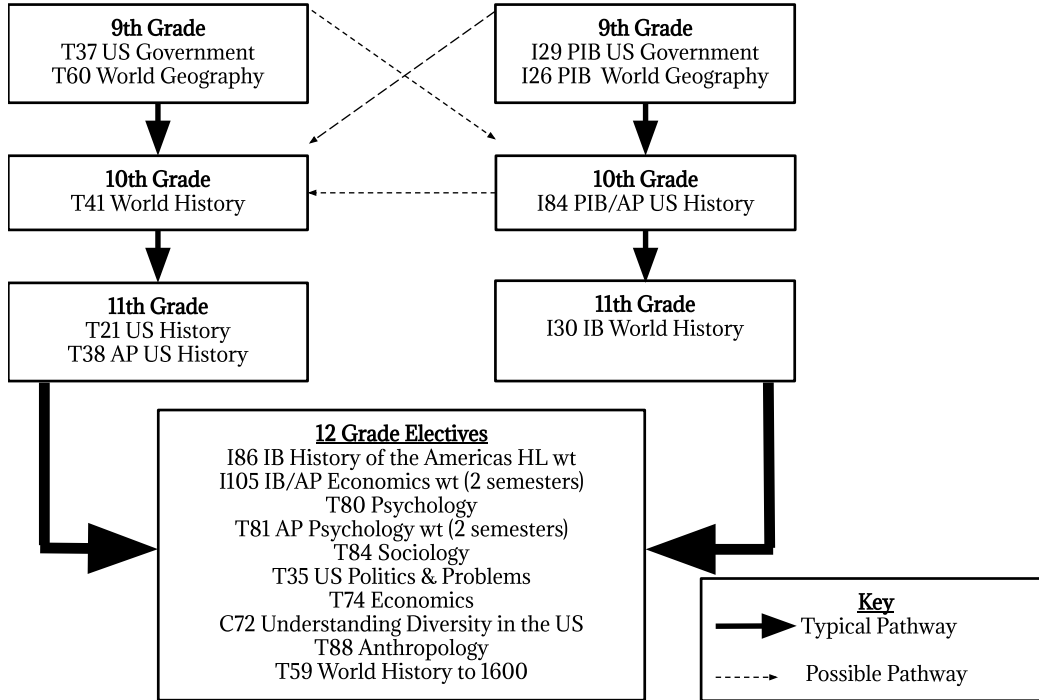 9th Grade
T37 US Government
T60 World Geography
9th Grade
I29 PIB US Government
I26 PIB World Geography
10th Grade
T41 World History
10th Grade
I84 PIB/AP US History
11th Grade
T21 US History
T38 AP US History
11th Grade
I30 IB World History
12 Grade Electives
I86 IB History of the Americas HL wt
I105 IB/AP Economics wt (2 semesters)
T80 Psychology
T81 AP Psychology wt (2 semesters)
T84 Sociology
T35 US Politics & Problems
T74 Economics
C72 Understanding Diversity in the US
T88 Anthropology
T59 World History to 1600
Key
Typical Pathway
Possible Pathway